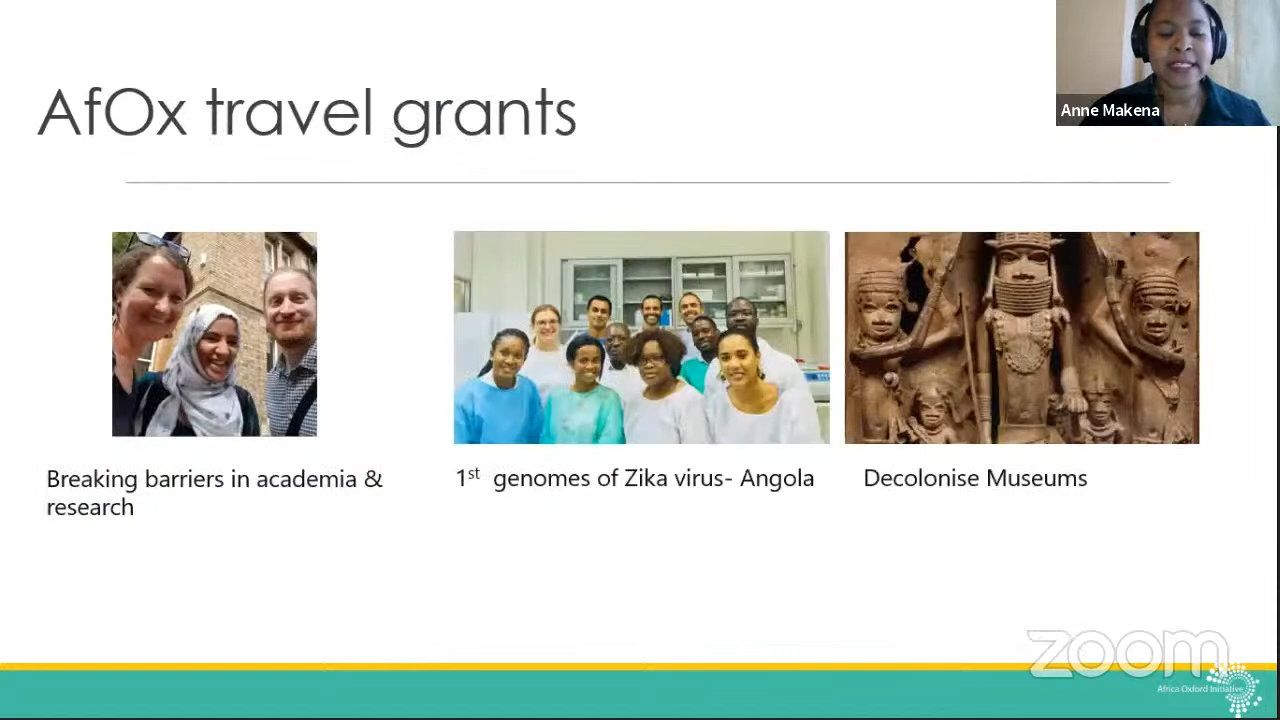 Anne Makena
AfOx travel grants
Breaking barriers in academia &
research
1st genomes of Zika virus- Angola
Decolonise Museums
zoom
Africa Oxford Initiative